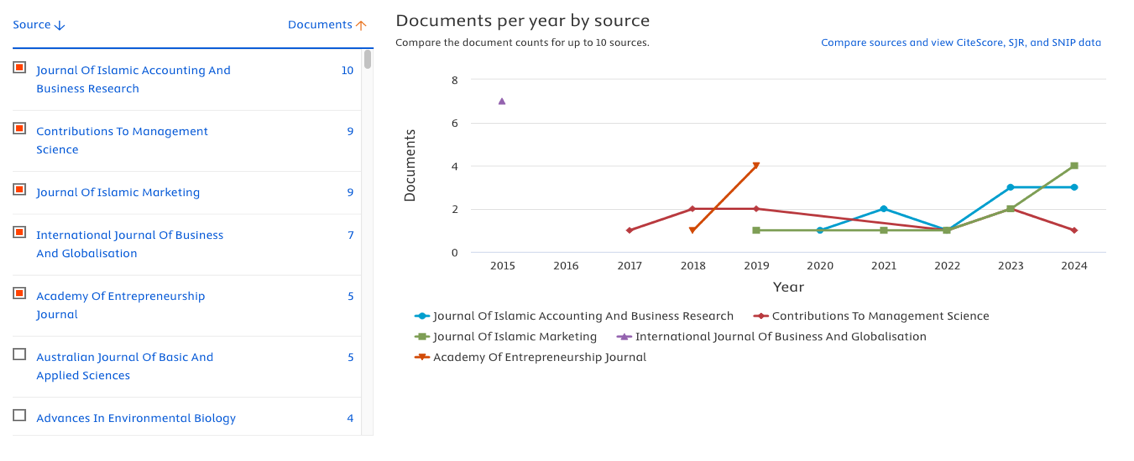 Source
Documents
Journal Of Islamic Accounting And
Business Research
10
Contributions To Management
Science
9
Journal Of Islamic Marketing
9
International Journal Of Business
And Globalisation
7
Academy Of Entrepreneurship
Journal
5
Australian Journal Of Basic And
Applied Sciences
5
Advances In Environmental Biology
4
Documents per year by source
Compare the document counts for up to 10 sources.
Compare sources and view CiteScore, SJR, and SNIP data
Documents
8
6
4
2
0
2015 2016 2017 2018 2019 2020 2021 2022 2023 2024
Year
Journal Of Islamic Accounting And Business Research
Contributions To Management Science
Journal Of Islamic Marketing
International Journal Of Business And Globalisation
Academy Of Entrepreneurship Journal